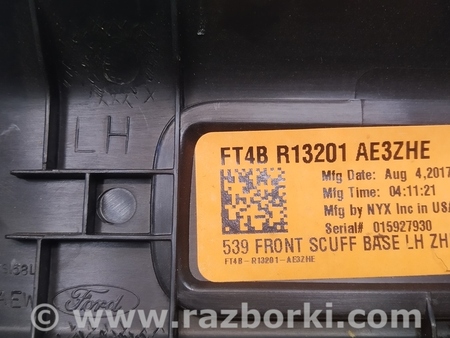 LH
FT4B R13201 AE3ZHE
Mfg Date: Aug 4,2017
Mfg Time: 04:11:21
Mfg by NYX Inc in USA
Serial# 015927930
539 FRONT SCUFF BASE LH ZH
FT4B-R13201-AE3ZHE
Ford
www.razborki.com